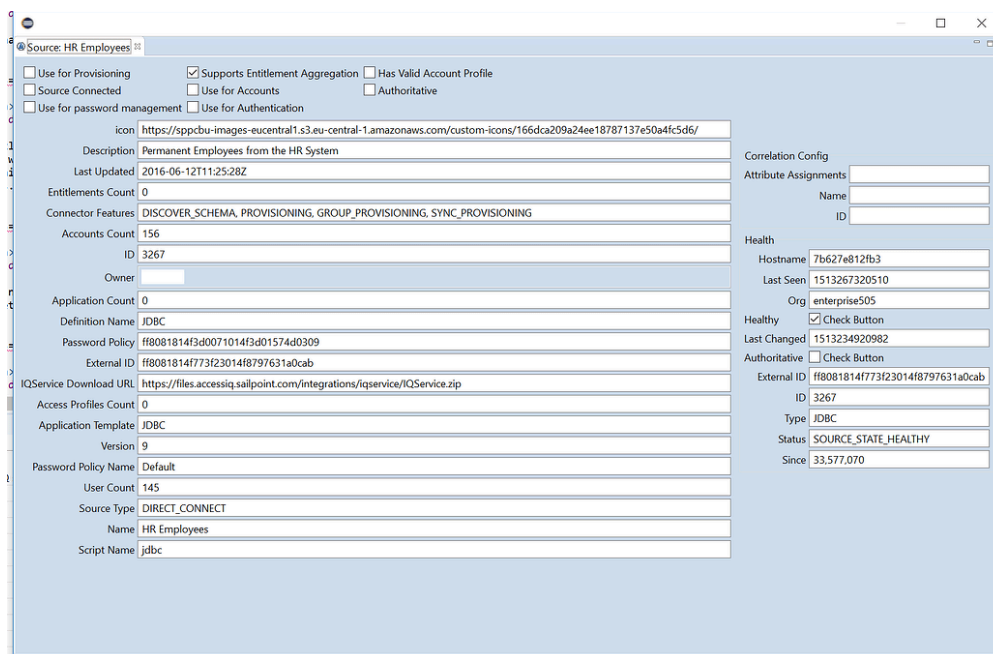 Source: HR Employees
Use for Provisioning Supports Entitlement Aggregation Has Valid Account Profile
Source Connected Use for Accounts Authoritative
Use for password management Use for Authentication
icon https://sppcbu-images-eucentral1.s3.eu-central-1.amazonaws.com/custom-icons/166dca209a24ee18787137e50a4fc5d6/
Description Permanent Employees from the HR System
Last Updated 2016-06-12T11:25:28Z
Entitlements Count 0
Connector Features DISCOVER_SCHEMA, PROVISIONING, GROUP_PROVISIONING, SYNC_PROVISIONING
Accounts Count 156
ID 3267
Owner
Application Count 0
Definition Name JDBC
Password Policy ff8081814f3d0071014f3d01574d0309
External ID ff8081814f773f23014f8797631a0cab
IQService Download URL https://files.accessiq.sailpoint.com/integrations/iqservice/IQService.zip
Access Profiles Count 0
Application Template JDBC
Version 9
Password Policy Name Default
User Count 145
Source Type DIRECT_CONNECT
Name HR Employees
Script Name jdbc
Correlation Config
Attribute Assignments
Name
ID
Health
Hostname 7b627e812fb3
Last Seen 1513267320510
Org enterprise505
Healthy Check Button
Last Changed 1513234920982
Authoritative Check Button
External ID ff8081814f773f23014f8797631a0cab
ID 3267
Type JDBC
Status SOURCE_STATE_HEALTHY
Since 33,577,070